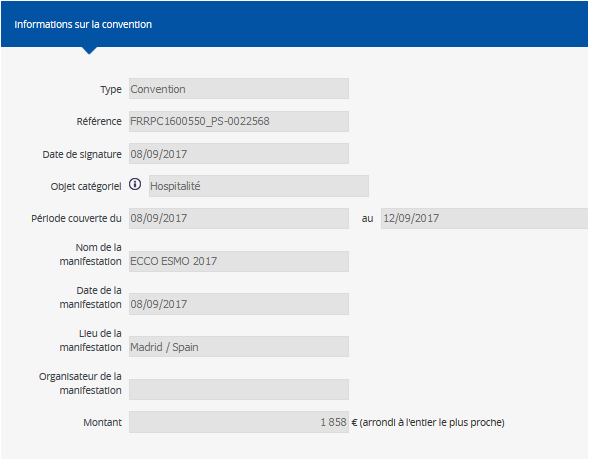 Informations sur la convention
Type Convention
Référence FRRPC1600550_PS-0022568
Date de signature 08/09/2017
Objet catégoriel Hospitalité
Période couverte du 08/09/2017 au 12/09/2017
Nom de la
manifestation ECCO ESMO 2017
Date de la
manifestation 08/09/2017
Lieu de la
manifestation Madrid / Spain
Organisateur de la
manifestation
Montant 1 858 € (arrondi à l'entier le plus proche)